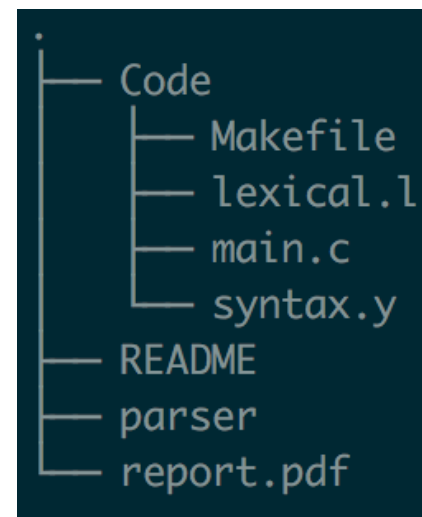 .
├── Code
│   ├── Makefile
│   ├── lexical.l
│   ├── main.c
│   └── syntax.y
├── README
├── parser
└── report.pdf